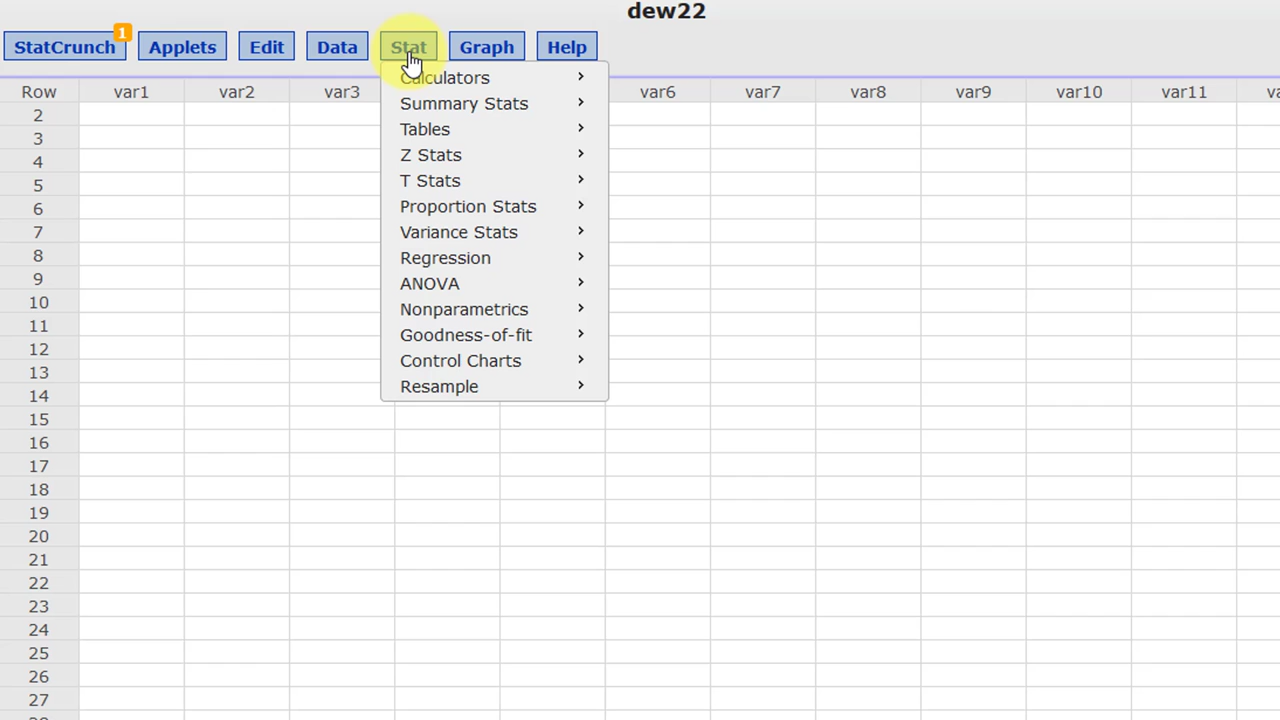 dew22
StatCrunch 1 Applets Edit Data Stat Graph Help
Row var1 var2 var3 var6 var7 var8 var9 var10 var11
Calculators
Summary Stats
Tables
Z Stats
T Stats
Proportion Stats
Variance Stats
Regression
ANOVA
Nonparametrics
Goodness-of-fit
Control Charts
Resample
2
3
4
5
6
7
8
9
10
11
12
13
14
15
16
17
18
19
20
21
22
23
24
25
26
27